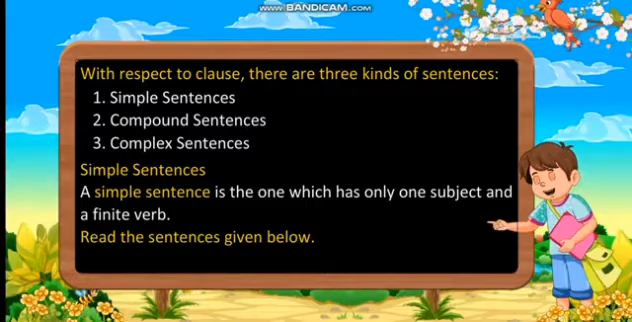 www.BANDICAM.com
With respect to clause, there are three kinds of sentences:
1. Simple Sentences
2. Compound Sentences
3. Complex Sentences
Simple Sentences
A simple sentence is the one which has only one subject and
a finite verb.
Read the sentences given below.